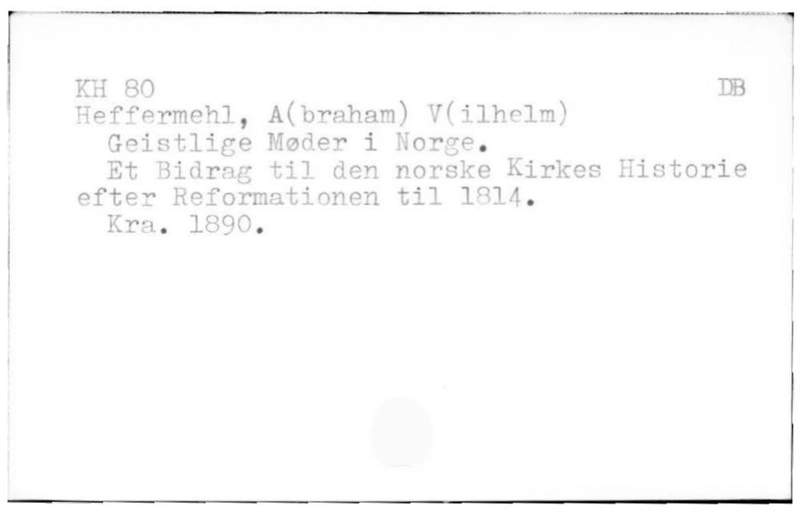 KH 80 DB
Heffermehl, A(braham) V(ilhelm)
Geistlige Møder i Norge.
Et Bidrag til den norske Kirkes Historie
efter Reformationen til 1814.
Kra. 1890.